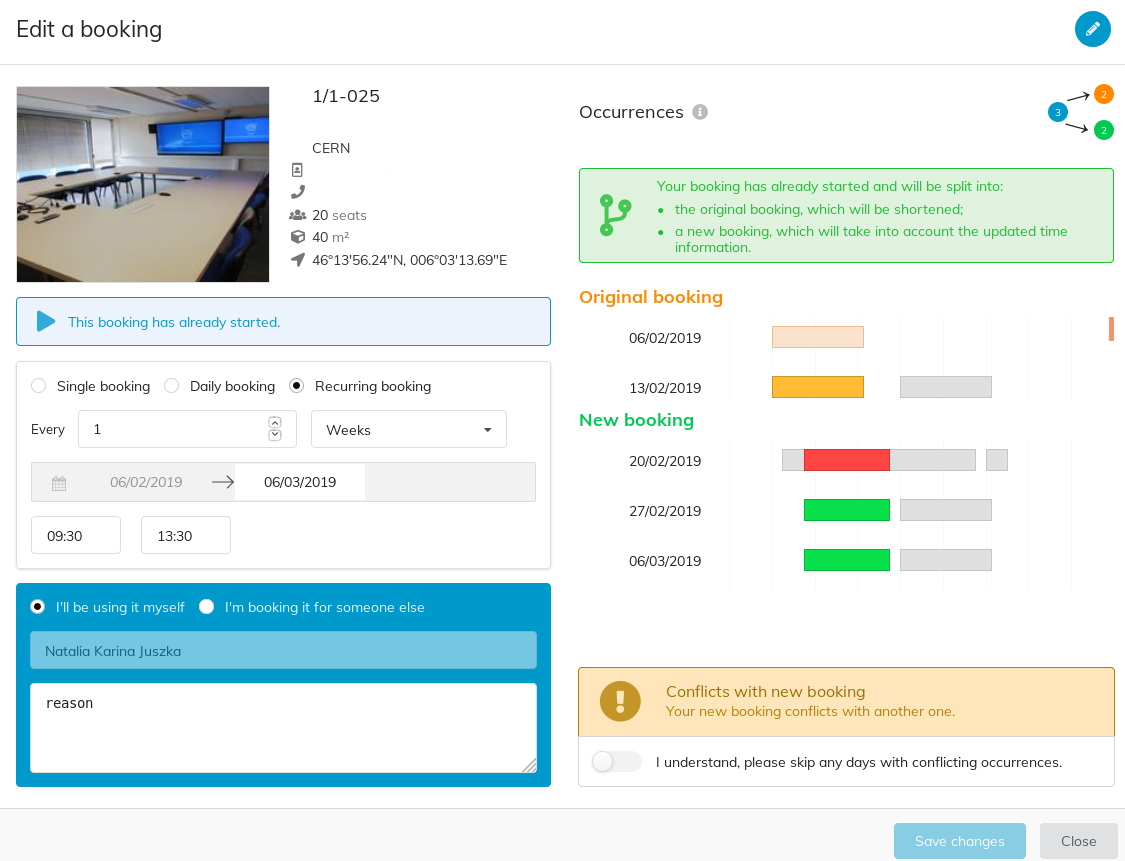 Edit a booking
1/1-025
CERN
20 seats
40 m²
46°13'56.24"N, 006°03'13.69"E
This booking has already started.
Single booking
Daily booking
Recurring booking
Every
1
Weeks
06/02/2019
06/03/2019
09:30
13:30
I'll be using it myself
I'm booking it for someone else
Natalia Karina Juszka
reason
Occurrences
3
2
2
Your booking has already started and will be split into:
• the original booking, which will be shortened;
• a new booking, which will take into account the updated time
information.
Original booking
06/02/2019
13/02/2019
New booking
20/02/2019
27/02/2019
06/03/2019
Conflicts with new booking
Your new booking conflicts with another one.
I understand, please skip any days with conflicting occurrences.
Save changes
Close